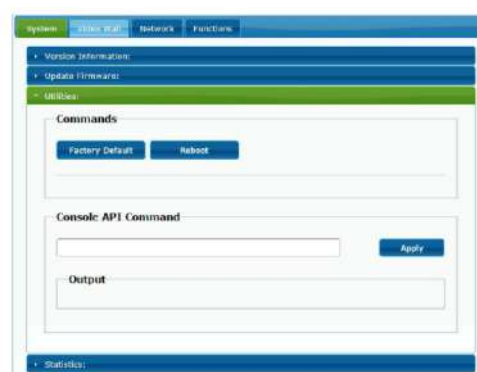 System Video Wall Network Functions
Version Information:
Update Firmware:
Utilities:
Commands
Factory Default Reboot
Console API Command
Apply
Output
Statistics: